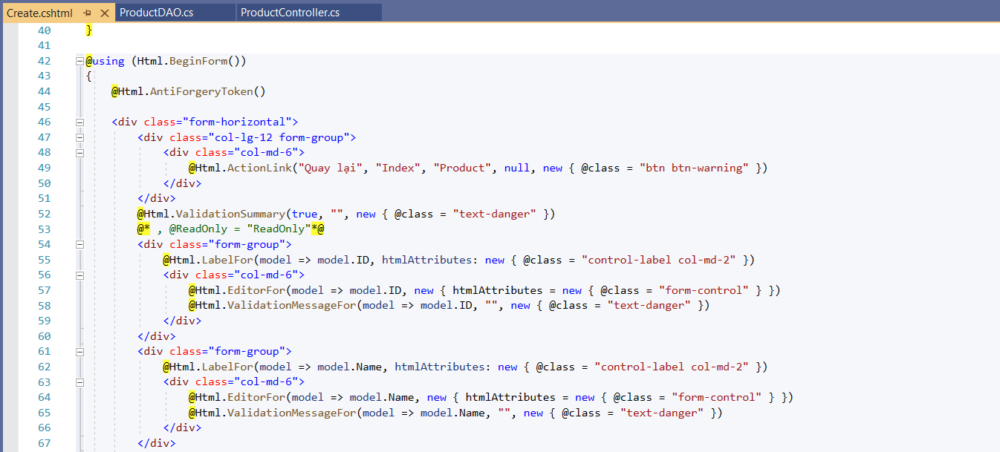 Create.cshtml ProductDAO.cs ProductController.cs
40 }
41
42 @using (Html.BeginForm())
43 {
44 @Html.AntiForgeryToken()
45
46 <div class="form-horizontal">
47 <div class="col-lg-12 form-group">
48 <div class="col-md-6">
49 @Html.ActionLink("Quay lại", "Index", "Product", null, new { @class = "btn btn-warning" })
50 </div>
51 </div>
52 @Html.ValidationSummary(true, "", new { @class = "text-danger" })
53 @* , @ReadOnly = "ReadOnly"*@
54 <div class="form-group">
55 @Html.LabelFor(model => model.ID, htmlAttributes: new { @class = "control-label col-md-2" })
56 <div class="col-md-6">
57 @Html.EditorFor(model => model.ID, new { htmlAttributes = new { @class = "form-control" } })
58 @Html.ValidationMessageFor(model => model.ID, "", new { @class = "text-danger" })
59 </div>
60 </div>
61 <div class="form-group">
62 @Html.LabelFor(model => model.Name, htmlAttributes: new { @class = "control-label col-md-2" })
63 <div class="col-md-6">
64 @Html.EditorFor(model => model.Name, new { htmlAttributes = new { @class = "form-control" } })
65 @Html.ValidationMessageFor(model => model.Name, "", new { @class = "text-danger" })
66 </div>
67 </div>